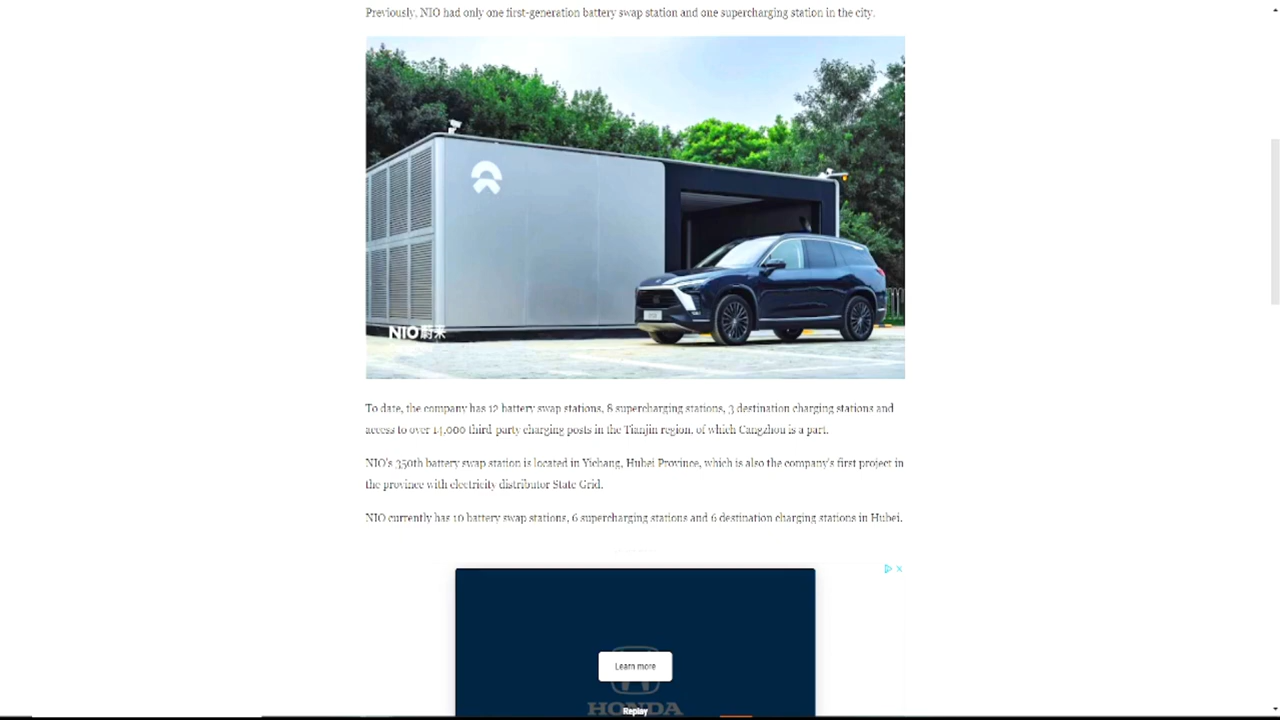 Previously, NIO had only one first-generation battery swap station and one supercharging station in the city.
NIO蔚来
To date, the company has 12 battery swap stations, 8 supercharging stations, 3 destination charging stations and
access to over 14,000 third-party charging posts in the Tianjin region, of which Cangzhou is a part.
NIO's 350th battery swap station is located in Yichang, Hubei Province, which is also the company's first project in
the province with electricity distributor State Grid.
NIO currently has 10 battery swap stations, 6 supercharging stations and 6 destination charging stations in Hubei.
Learn more
HONDA
Replay